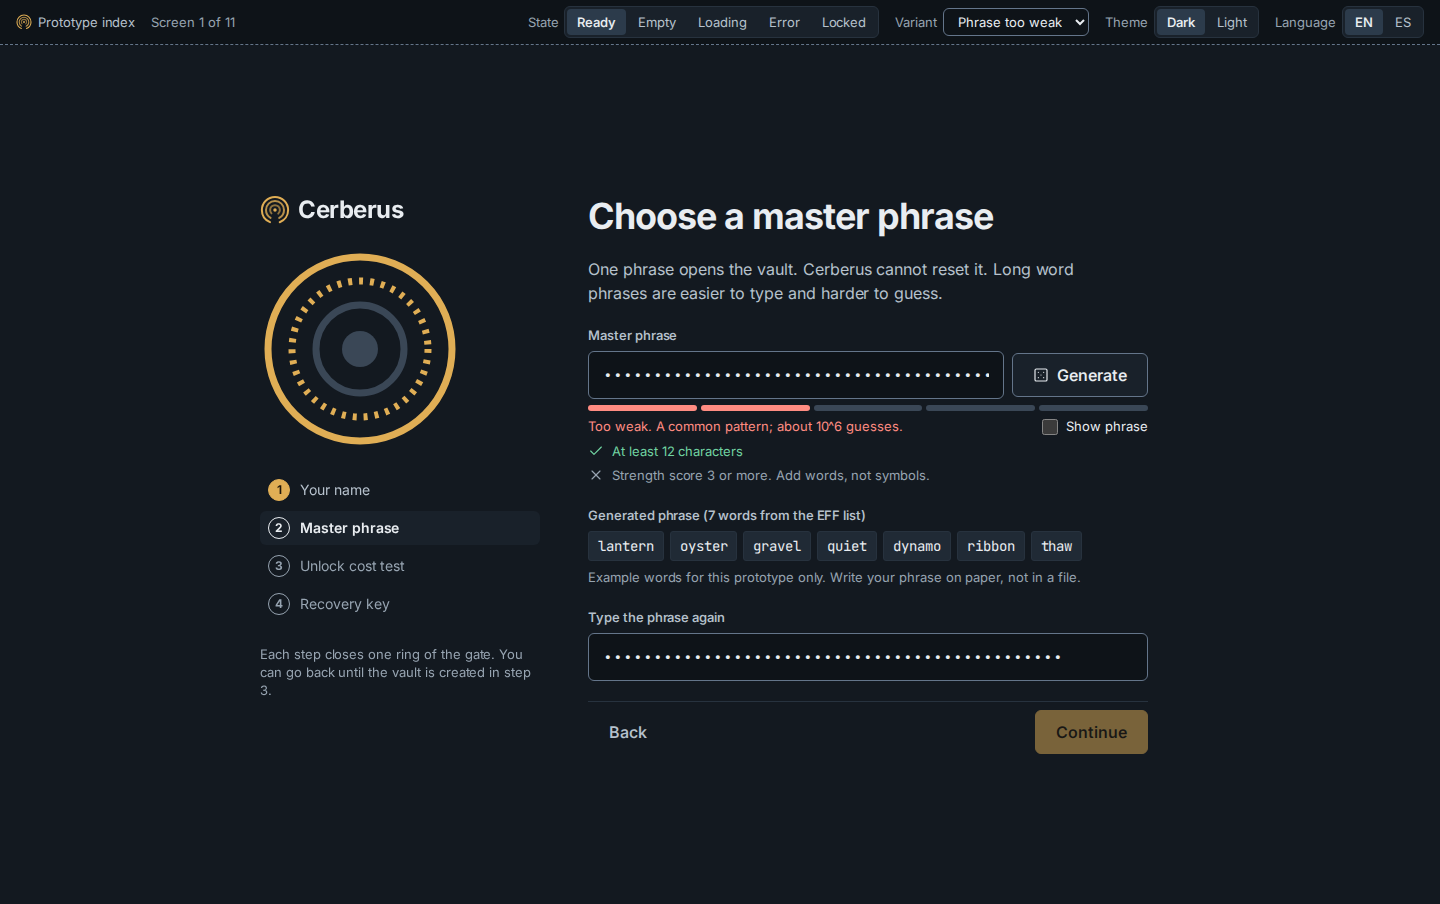 Prototype index Screen 1 of 11 State Ready Empty Loading Error Locked Variant Phrase too weak Theme Dark Light Language EN ES
Cerberus
1 Your name
2 Master phrase
3 Unlock cost test
4 Recovery key
Each step closes one ring of the gate. You
can go back until the vault is created in step
3.
Choose a master phrase
One phrase opens the vault. Cerberus cannot reset it. Long word
phrases are easier to type and harder to guess.
Master phrase
Generate
Too weak. A common pattern; about 10^6 guesses. Show phrase
At least 12 characters
Strength score 3 or more. Add words, not symbols.
Generated phrase (7 words from the EFF list)
lantern oyster gravel quiet dynamo ribbon thaw
Example words for this prototype only. Write your phrase on paper, not in a file.
Type the phrase again
Back Continue